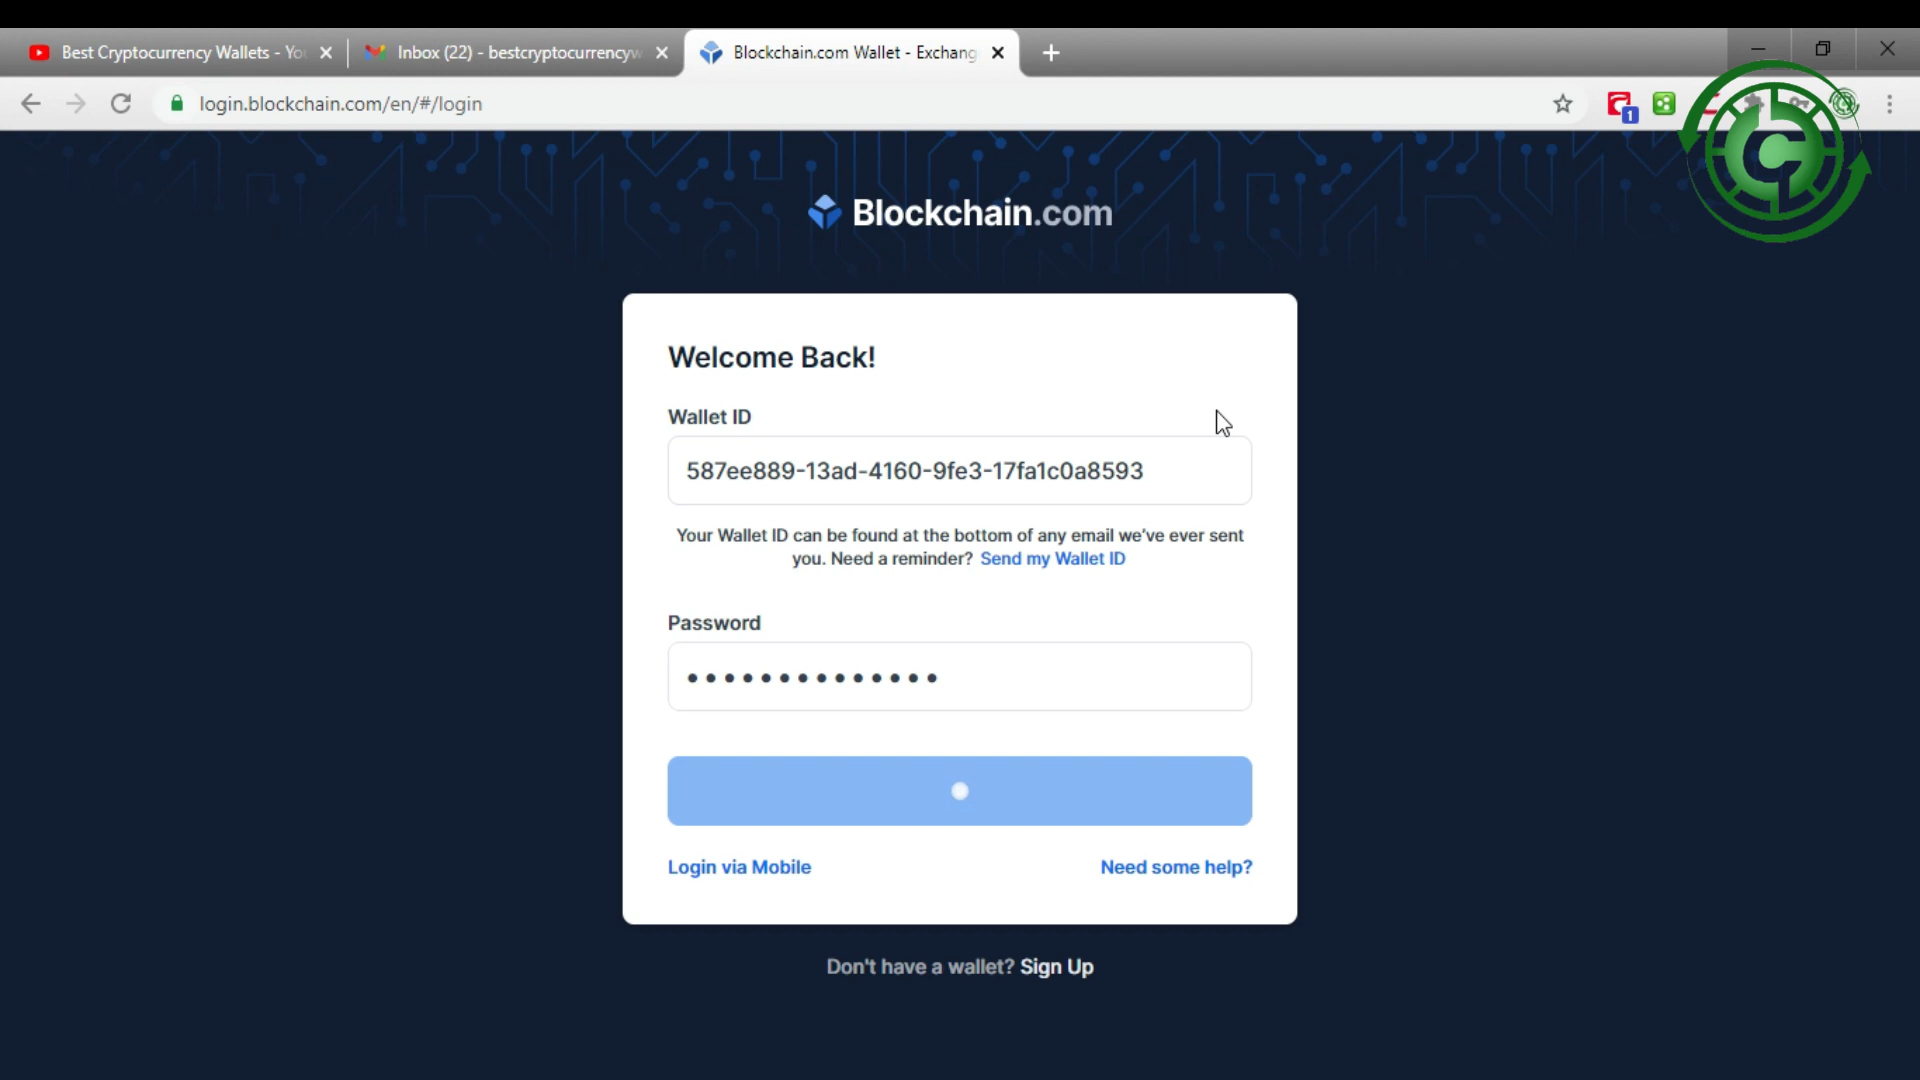 Best Cryptocurrency Wallets - You
Inbox (22) - bestcryptocurrencyw
Blockchain.com Wallet - Exchang
login.blockchain.com/en/#/login
1
Blockchain.com
Welcome Back!
Wallet ID
587ee889-13ad-4160-9fe3-17fa1c0a8593
Your Wallet ID can be found at the bottom of any email we've ever sent
you. Need a reminder? Send my Wallet ID
Password
Login via Mobile
Need some help?
Don't have a wallet? Sign Up